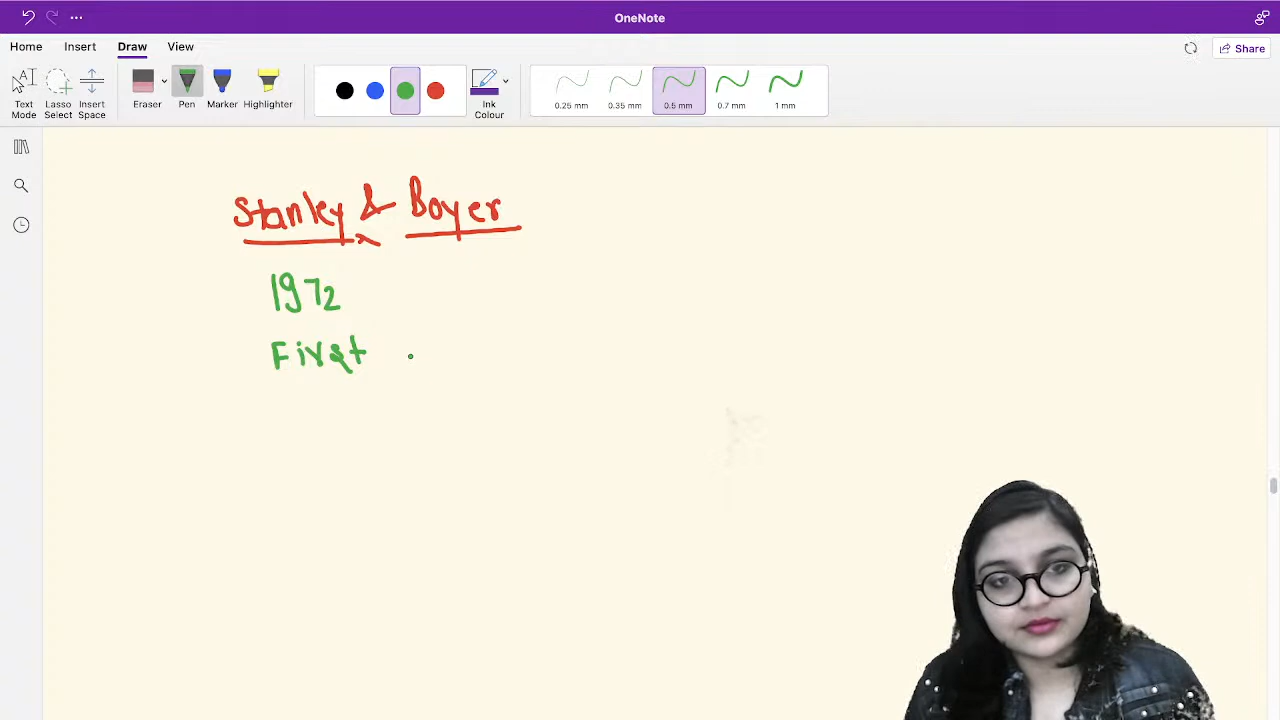 OneNote
Home Insert Draw View
Share
Text Mode
Lasso Select
Insert Space
Eraser
Pen
Marker
Highlighter
Ink Colour
0.25 mm
0.35 mm
0.5 mm
0.7 mm
1 mm
Stanley & Boyer
1972
First